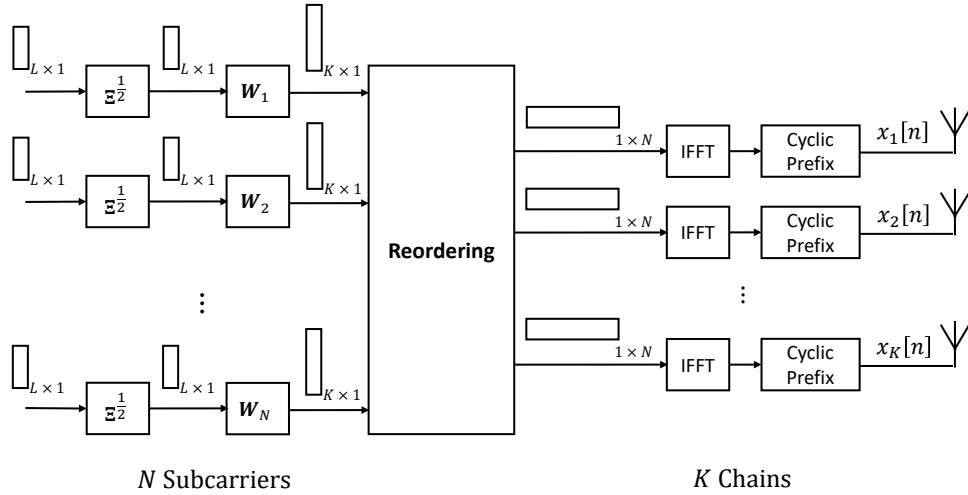 L × 1
L × 1
K × 1
Ξ^{1/2}
W_1
L × 1
L × 1
K × 1
Ξ^{1/2}
W_2
⋮
L × 1
L × 1
K × 1
Ξ^{1/2}
W_N
Reordering
1 × N
IFFT
Cyclic
Prefix
x_1[n]
1 × N
IFFT
Cyclic
Prefix
x_2[n]
⋮
1 × N
IFFT
Cyclic
Prefix
x_K[n]
N Subcarriers
K Chains